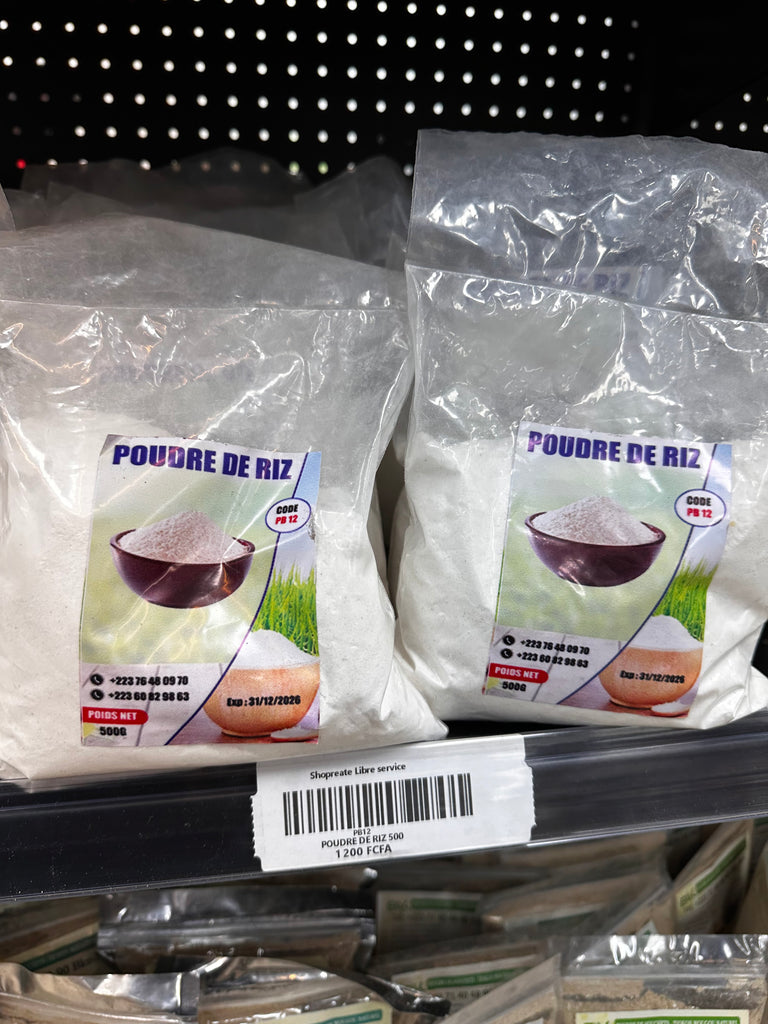 POUDRE DE RIZ
CODE
PB 12
+223 76 48 09 70
+223 60 82 98 63
POIDS NET
500G
Exp : 31/12/2026
POUDRE DE RIZ
CODE
PB 12
+223 76 48 09 70
+223 60 82 98 63
POIDS NET
500G
Exp : 31/12/2026
Shopreate Libre service
PB12
POUDRE DE RIZ 500
1 200 FCFA